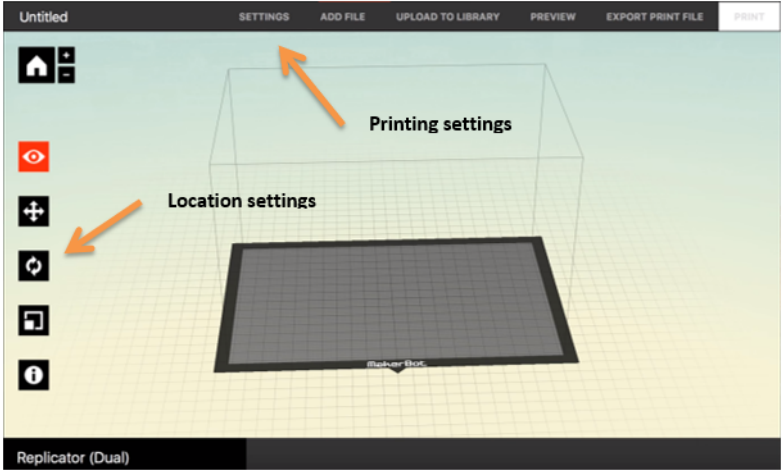 Untitled
SETTINGS
ADD FILE
UPLOAD TO LIBRARY
PREVIEW
EXPORT PRINT FILE
PRINT
+
-
Printing settings
Location settings
MakerBot.
Replicator (Dual)